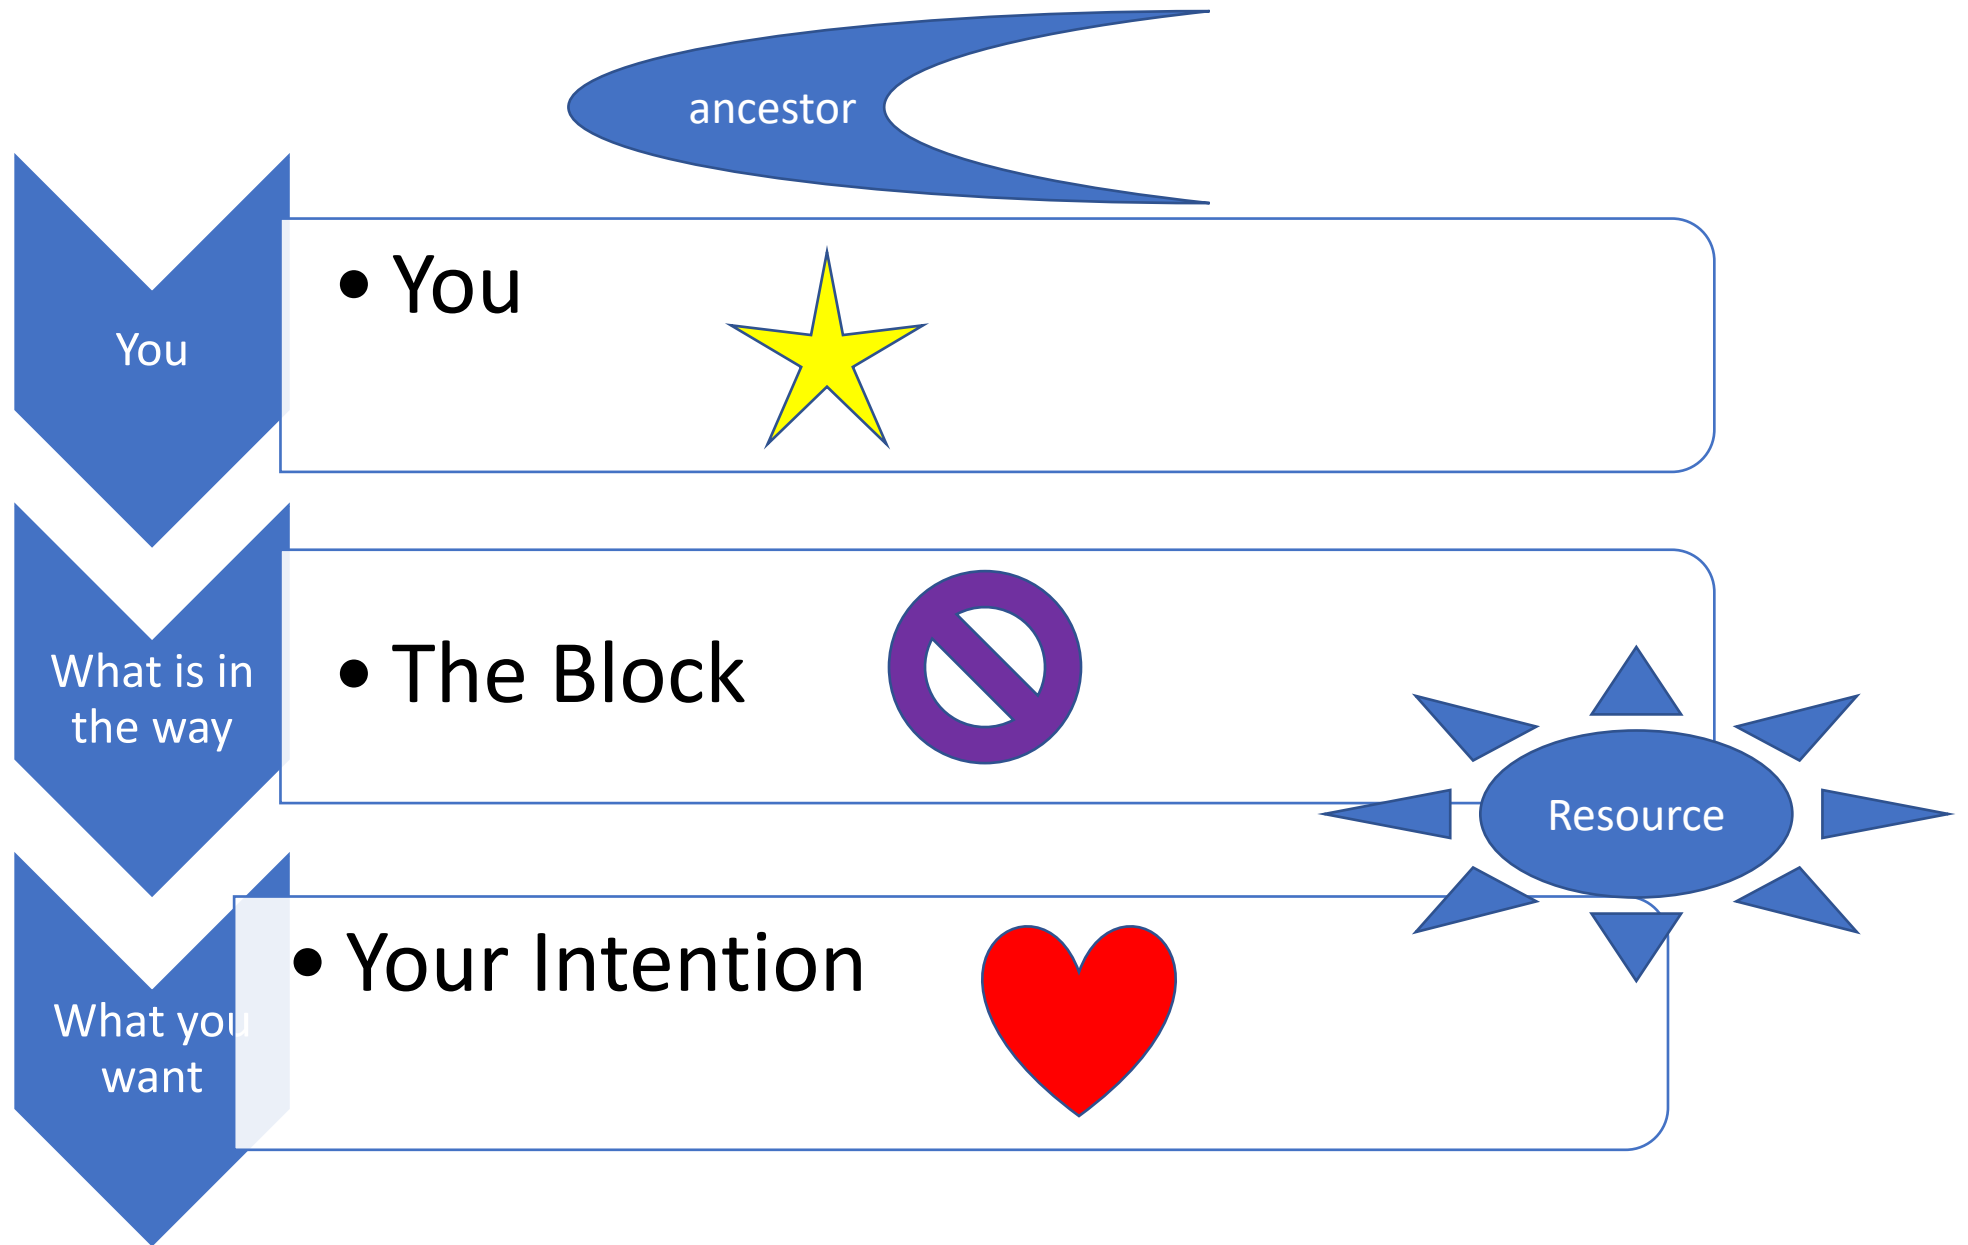 ancestor
You
• You
What is in
the way
• The Block
Resource
What you
want
• Your Intention